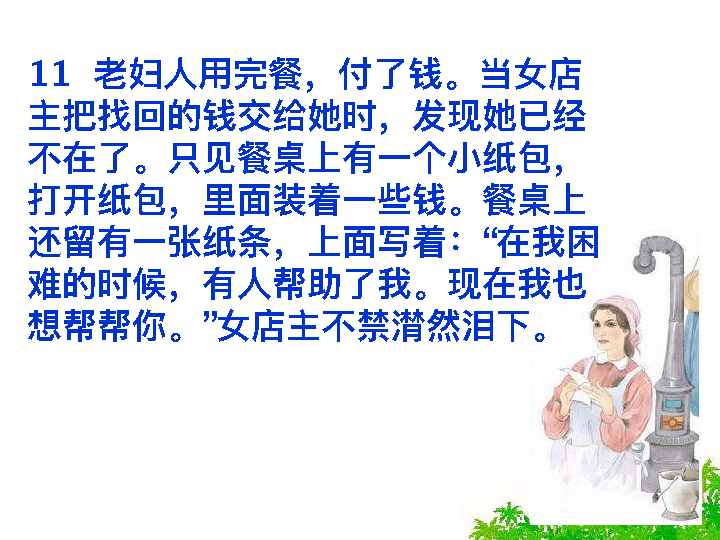 11 老妇人用完餐，付了钱。当女店
主把找回的钱交给她时，发现她已经
不在了。只见餐桌上有一个小纸包，
打开纸包，里面装着一些钱。餐桌上
还留有一张纸条，上面写着：“在我困
难的时候，有人帮助了我。现在我也
想帮帮你。”女店主不禁潸然泪下。